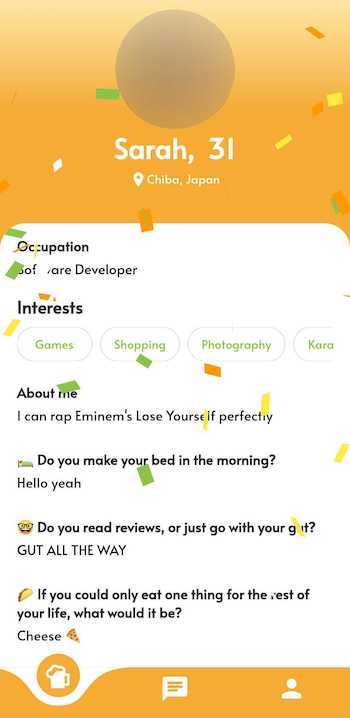 Sarah, 31
Chiba, Japan
Occupation
Software Developer
Interests
Games
Shopping
Photography
Kara
About me
I can rap Eminem's Lose Yourself perfectly
🛏️ Do you make your bed in the morning?
Hello yeah
🤓 Do you read reviews, or just go with your gut?
GUT ALL THE WAY
🌮 If you could only eat one thing for the rest of
your life, what would it be?
Cheese 🍕